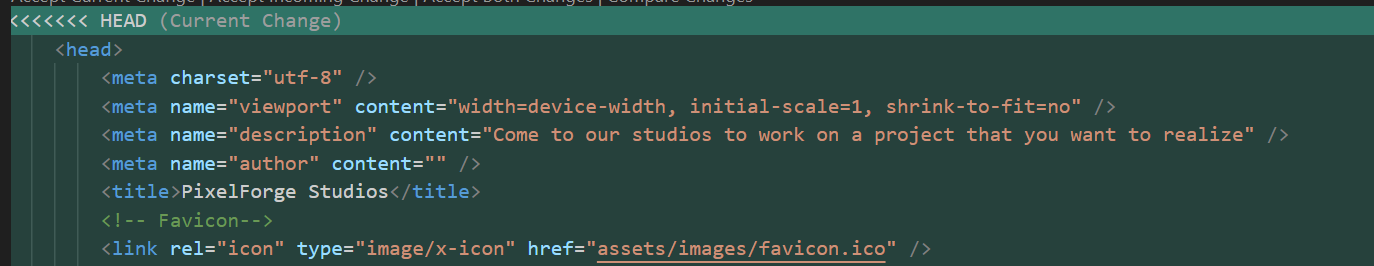 Accept Current Change | Accept Incoming Change | Accept Both Changes | Compare Changes
<<<<<<< HEAD (Current Change)
<head>
<meta charset="utf-8" />
<meta name="viewport" content="width=device-width, initial-scale=1, shrink-to-fit=no" />
<meta name="description" content="Come to our studios to work on a project that you want to realize" />
<meta name="author" content="" />
<title>PixelForge Studios</title>
<!-- Favicon-->
<link rel="icon" type="image/x-icon" href="assets/images/favicon.ico" />